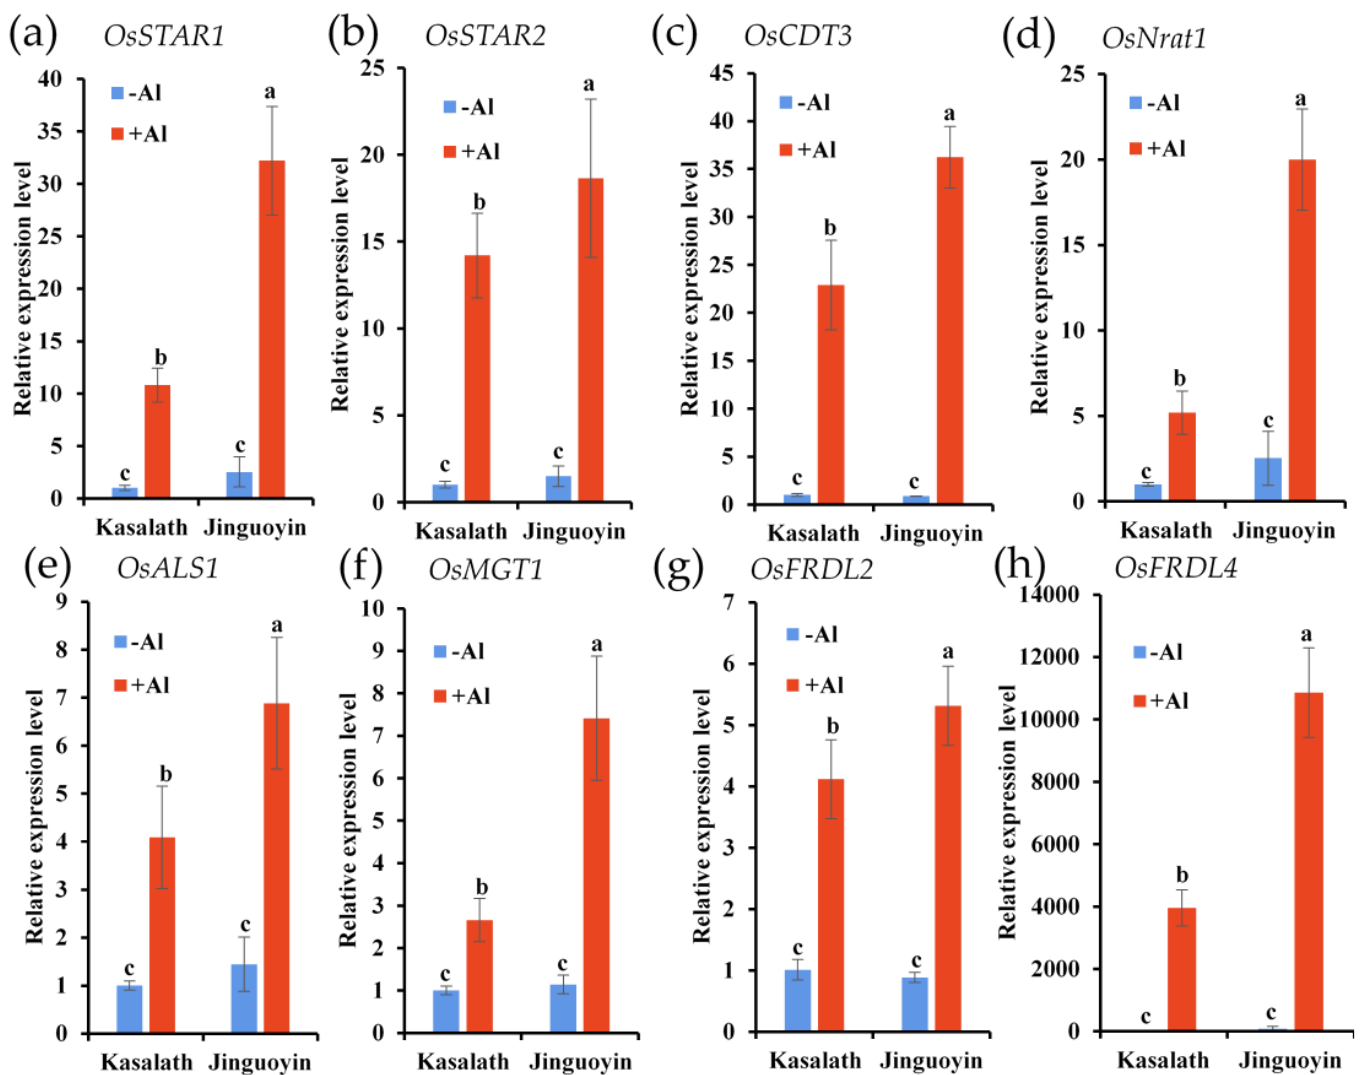 (a) OsSTAR1
Relative expression level
40
35
30
25
20
15
10
5
0
-Al
+Al
c
b
c
a
Kasalath Jinguoyin
(b) OsSTAR2
Relative expression level
25
20
15
10
5
0
-Al
+Al
c
b
c
a
Kasalath Jinguoyin
(c) OsCDT3
Relative expression level
45
40
35
30
25
20
15
10
5
0
-Al
+Al
c
b
c
a
Kasalath Jinguoyin
(d) OsNrat1
Relative expression level
25
20
15
10
5
0
-Al
+Al
c
b
c
a
Kasalath Jinguoyin
(e) OsALS1
Relative expression level
9
8
7
6
5
4
3
2
1
0
-Al
+Al
c
b
c
a
Kasalath Jinguoyin
(f) OsMGT1
Relative expression level
10
9
8
7
6
5
4
3
2
1
0
-Al
+Al
c
b
c
a
Kasalath Jinguoyin
(g) OsFRDL2
Relative expression level
7
6
5
4
3
2
1
0
-Al
+Al
c
b
c
a
Kasalath Jinguoyin
(h) OsFRDL4
Relative expression level
14000
12000
10000
8000
6000
4000
2000
0
-Al
+Al
c
b
c
a
Kasalath Jinguoyin